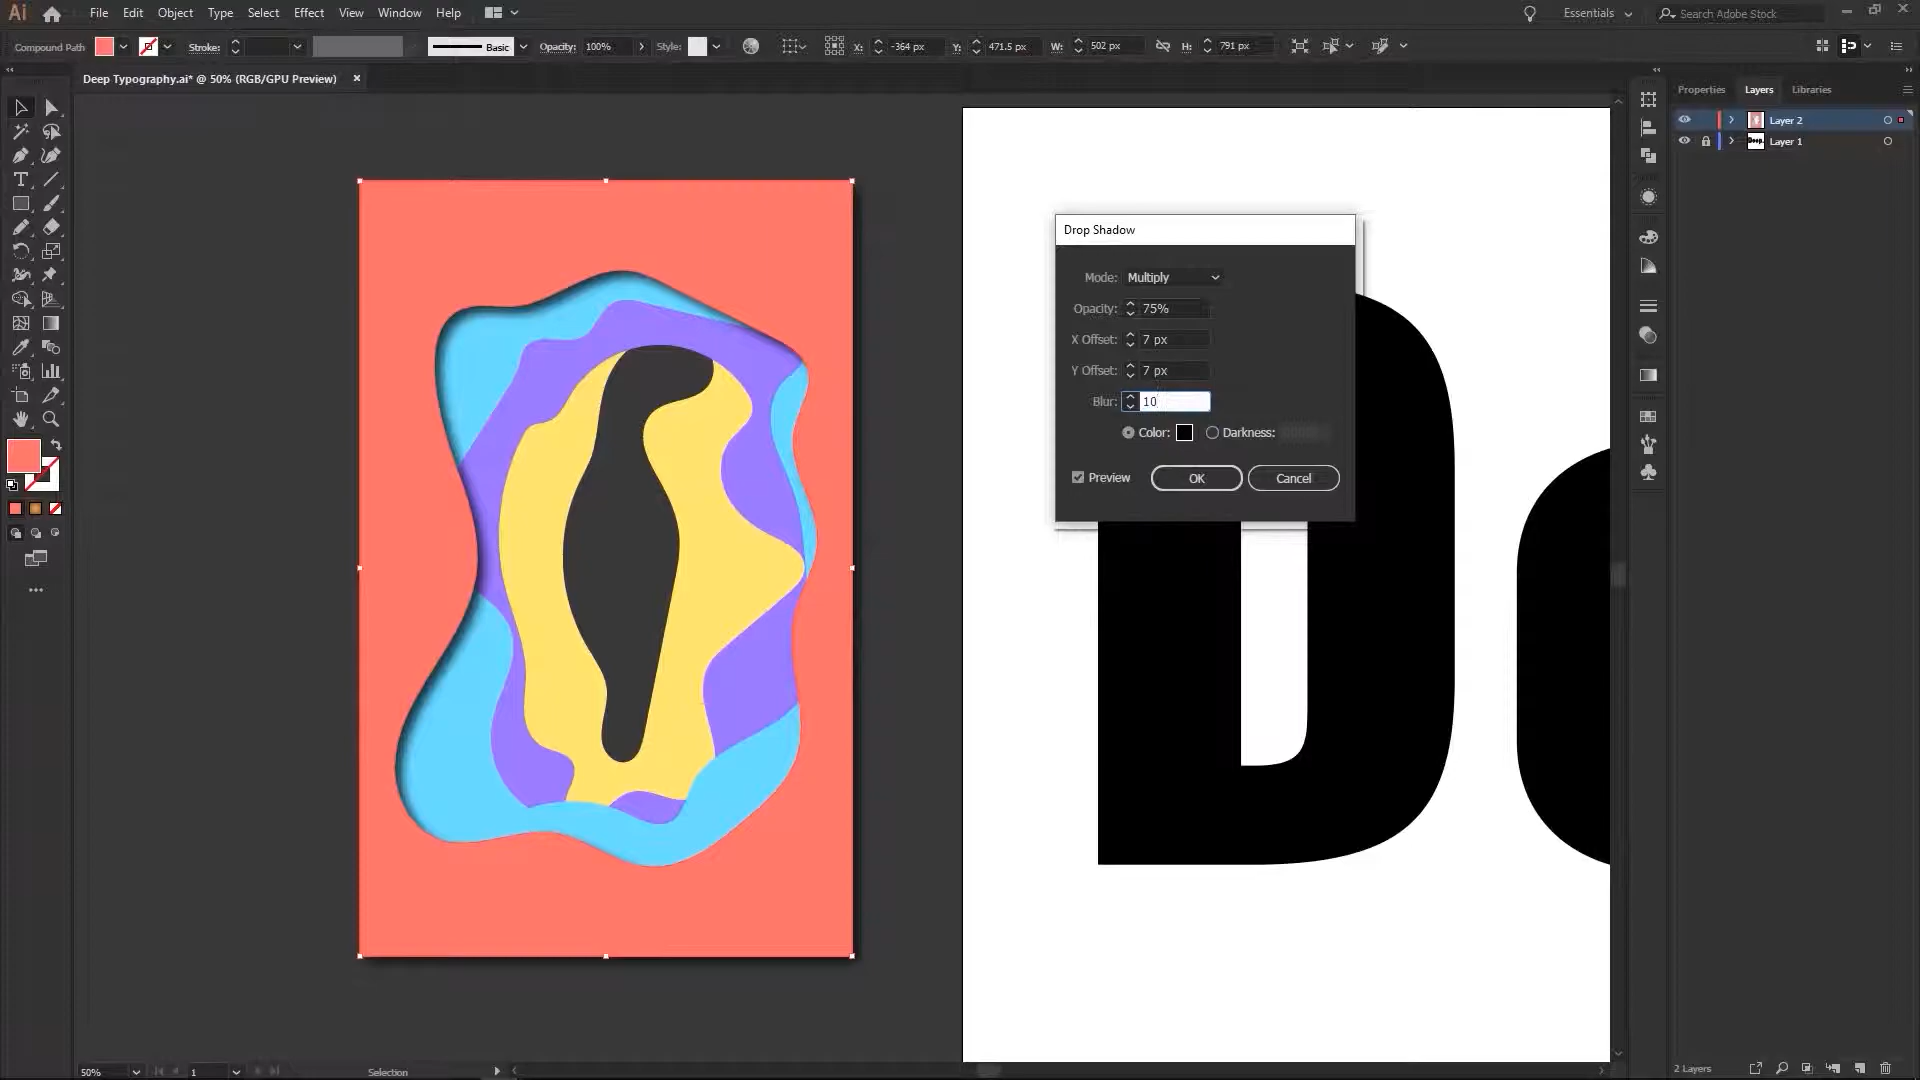 Ai File Edit Object Type Select Effect View Window Help Essentials Search Adobe Stock
Compound Path Stroke: Basic Opacity: 100% Style: X: -364 px Y: 471.5 px W: 502 px H: 791 px
Deep Typography.ai* @ 50% (RGB/GPU Preview) ×
Properties Layers Libraries
Layer 2
Layer 1
Drop Shadow
Mode: Multiply
Opacity: 75%
X Offset: 7 px
Y Offset: 7 px
Blur: 10
Color: Darkness:
Preview OK Cancel
De
50% 1 Selection 2 Layers